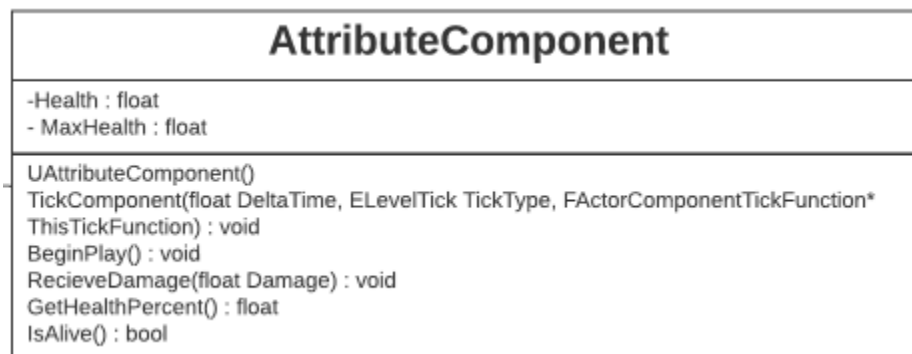 AttributeComponent
-Health : float
- MaxHealth : float
UAttributeComponent()
TickComponent(float DeltaTime, ELevelTick TickType, FActorComponentTickFunction*
ThisTickFunction) : void
BeginPlay() : void
RecieveDamage(float Damage) : void
GetHealthPercent() : float
IsAlive() : bool